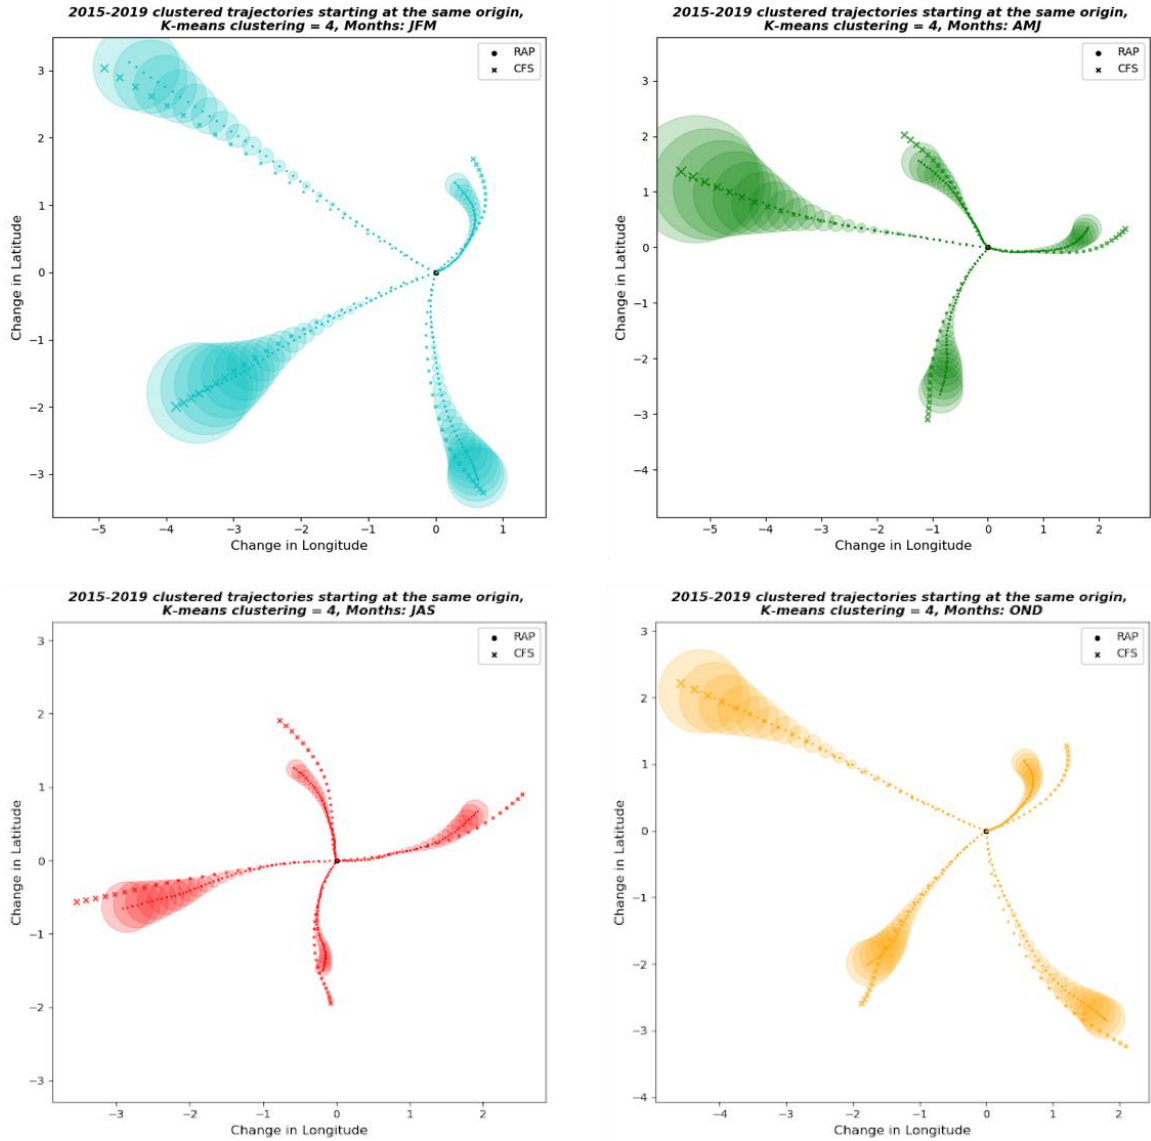 2015-2019 clustered trajectories starting at the same origin,
K-means clustering = 4, Months: JFM
RAP
CFS
3
2
1
0
−1
−2
−3
−5
−4
−3
−2
−1
0
1
Change in Latitude
Change in Longitude
2015-2019 clustered trajectories starting at the same origin,
K-means clustering = 4, Months: AMJ
RAP
CFS
3
2
1
0
−1
−2
−3
−4
−5
−4
−3
−2
−1
0
1
2
Change in Latitude
Change in Longitude
2015-2019 clustered trajectories starting at the same origin,
K-means clustering = 4, Months: JAS
RAP
CFS
3
2
1
0
−1
−2
−3
−3
−2
−1
0
1
2
Change in Latitude
Change in Longitude
2015-2019 clustered trajectories starting at the same origin,
K-means clustering = 4, Months: OND
RAP
CFS
3
2
1
0
−1
−2
−3
−4
−4
−3
−2
−1
0
1
2
Change in Latitude
Change in Longitude